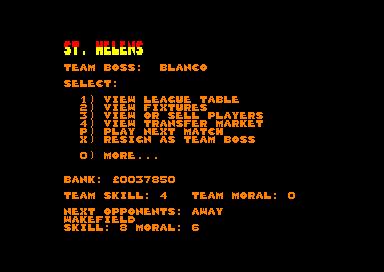 ST. HELENS
TEAM BOSS: BLANCO
SELECT:
1) VIEW LEAGUE TABLE
2) VIEW FIXTURES
3) VIEW OR SELL PLAYERS
4) VIEW TRANSFER MARKET
P) PLAY NEXT MATCH
X) RESIGN AS TEAM BOSS
0) MORE...
BANK: £0037850
TEAM SKILL: 4 TEAM MORAL: 0
NEXT OPPONENTS: AWAY
WAKEFIELD
SKILL: 8 MORAL: 6